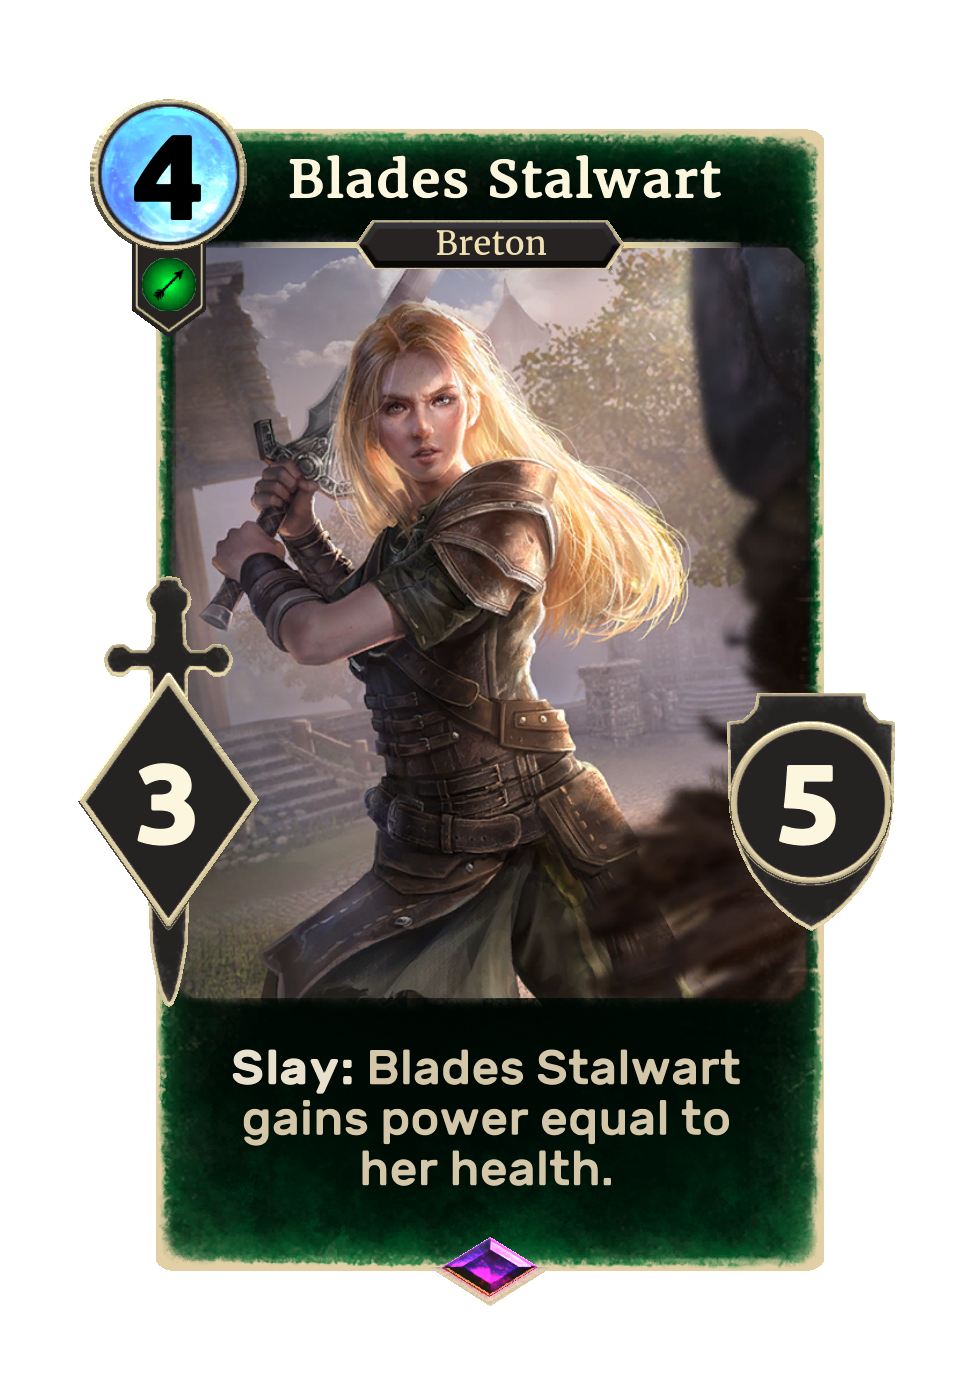 4
Blades Stalwart
Breton
3
5
Slay: Blades Stalwart
gains power equal to
her health.